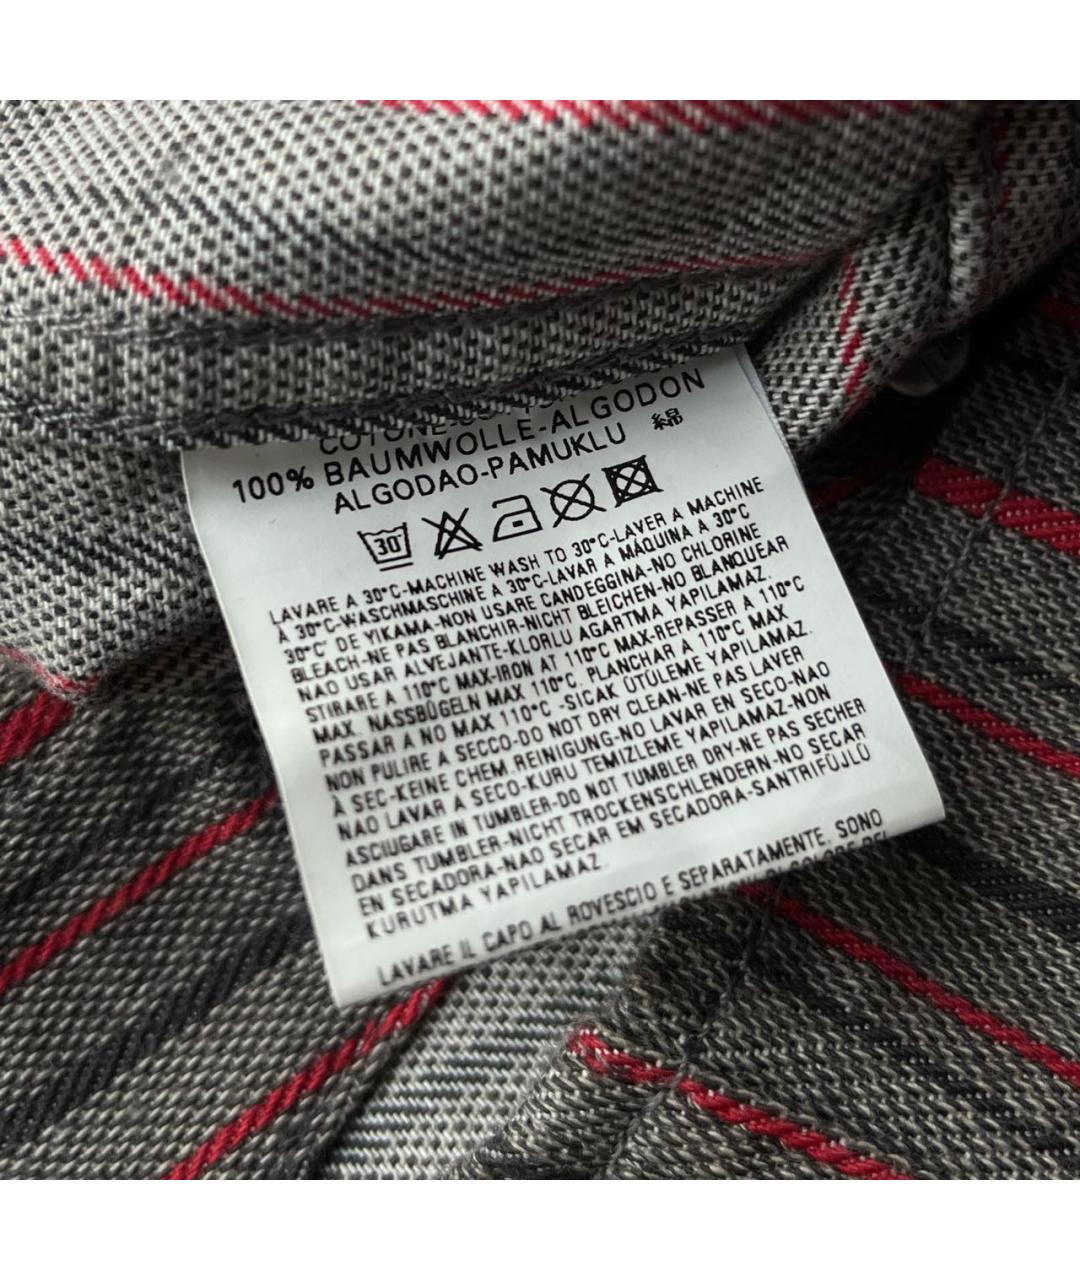 COTONE-
100% BAUMWOLLE-ALGODON
ALGODAO-PAMUKLU 綿
30
LAVARE A 30°C-MACHINE WASH TO 30°C-LAVER A MACHINE
À 30°C-WASCHMASCHINE A 30°C-LAVAR A MÁQUINA A 30°C
30°C' DE YIKAMA-NON USARE CANDEGGINA-NO CHLORINE
BLEACH-NE PAS BLANCHIR-NICHT BLEICHEN-NO BLANQUEAR
NAO USAR ALVEJANTE-KLORLU AGARTMA YAPILAMAZ.
STIRARE A 110°C MAX-IRON AT 110°C MAX-REPASSER A 110°C
MAX. NASSBÜGELN MAX 110°C. PLANCHAR A 110°C MAX
PASSAR A NO MAX 110°C -SICAK ÜTÜLEME YAPILAMAZ.
NON PULIRE A SECCO-DO NOT DRY CLEAN-NE PAS LAVER
À SEC-KEINE CHEM.REINIGUNG-NO LAVAR EN SECO-NAO
NAO LAVAR A SECO-KURU TEMIZLEME YAPILAMAZ-NON
ASCIUGARE IN TUMBLER-DO NOT TUMBLER DRY-NE PAS SECHER
DANS TUMBLER-NICHT TROCKENSCHLENDERN-NO SECAR
EN SECADORA-NAO SECAR EM SECADORA-SANTRIFÜJLÜ
KURUTMA YAPILAMAZ.
LAVARE IL CAPO AL ROVESCIO E SEPARATAMENTE. SONO